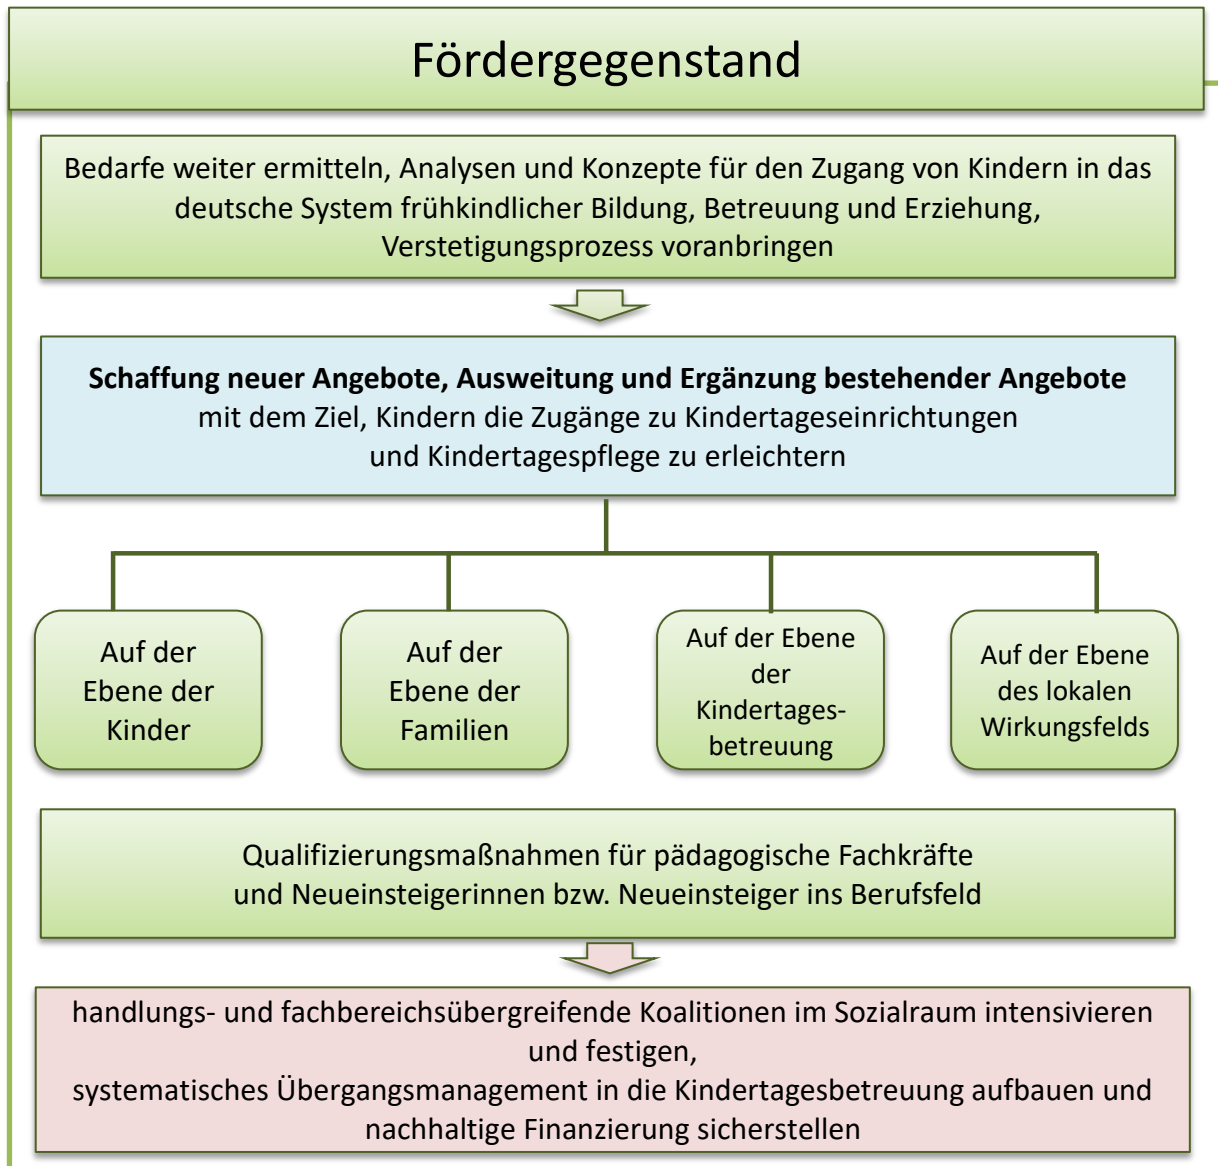 Fördergegenstand
Bedarfe weiter ermitteln, Analysen und Konzepte für den Zugang von Kindern in das
deutsche System frühkindlicher Bildung, Betreuung und Erziehung,
Verstetigungsprozess voranbringen
Schaffung neuer Angebote, Ausweitung und Ergänzung bestehender Angebote
mit dem Ziel, Kindern die Zugänge zu Kindertageseinrichtungen
und Kindertagespflege zu erleichtern
Auf der
Ebene der
Kinder
Auf der
Ebene der
Familien
Auf der Ebene
der
Kindertages-
betreuung
Auf der Ebene
des lokalen
Wirkungsfelds
Qualifizierungsmaßnahmen für pädagogische Fachkräfte
und Neueinsteigerinnen bzw. Neueinsteiger ins Berufsfeld
handlungs- und fachbereichsübergreifende Koalitionen im Sozialraum intensivieren
und festigen,
systematisches Übergangsmanagement in die Kindertagesbetreuung aufbauen und
nachhaltige Finanzierung sicherstellen